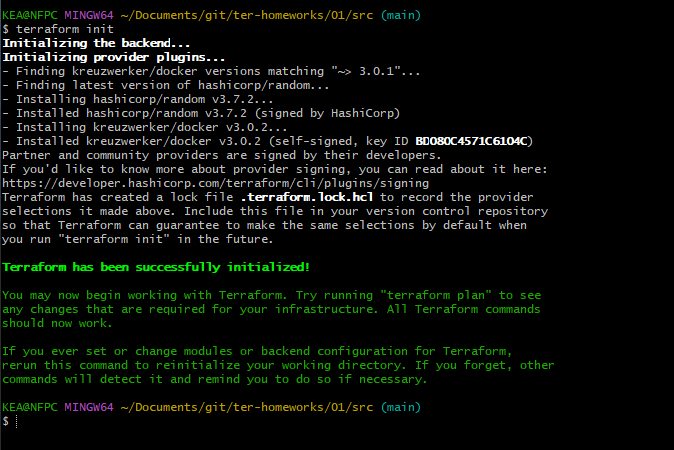 KEA@NFPC MINGW64 ~/Documents/git/ter-homeworks/01/src (main)
$ terraform init
Initializing the backend...
Initializing provider plugins...
- Finding kreuzwerker/docker versions matching "~> 3.0.1"...
- Finding latest version of hashicorp/random...
- Installing hashicorp/random v3.7.2...
- Installed hashicorp/random v3.7.2 (signed by HashiCorp)
- Installing kreuzwerker/docker v3.0.2...
- Installed kreuzwerker/docker v3.0.2 (self-signed, key ID BD080C4571C6104C)
Partner and community providers are signed by their developers.
If you'd like to know more about provider signing, you can read about it here:
https://developer.hashicorp.com/terraform/cli/plugins/signing
Terraform has created a lock file .terraform.lock.hcl to record the provider
selections it made above. Include this file in your version control repository
so that Terraform can guarantee to make the same selections by default when
you run "terraform init" in the future.
Terraform has been successfully initialized!
You may now begin working with Terraform. Try running "terraform plan" to see
any changes that are required for your infrastructure. All Terraform commands
should now work.
If you ever set or change modules or backend configuration for Terraform,
rerun this command to reinitialize your working directory. If you forget, other
commands will detect it and remind you to do so if necessary.
KEA@NFPC MINGW64 ~/Documents/git/ter-homeworks/01/src (main)
$